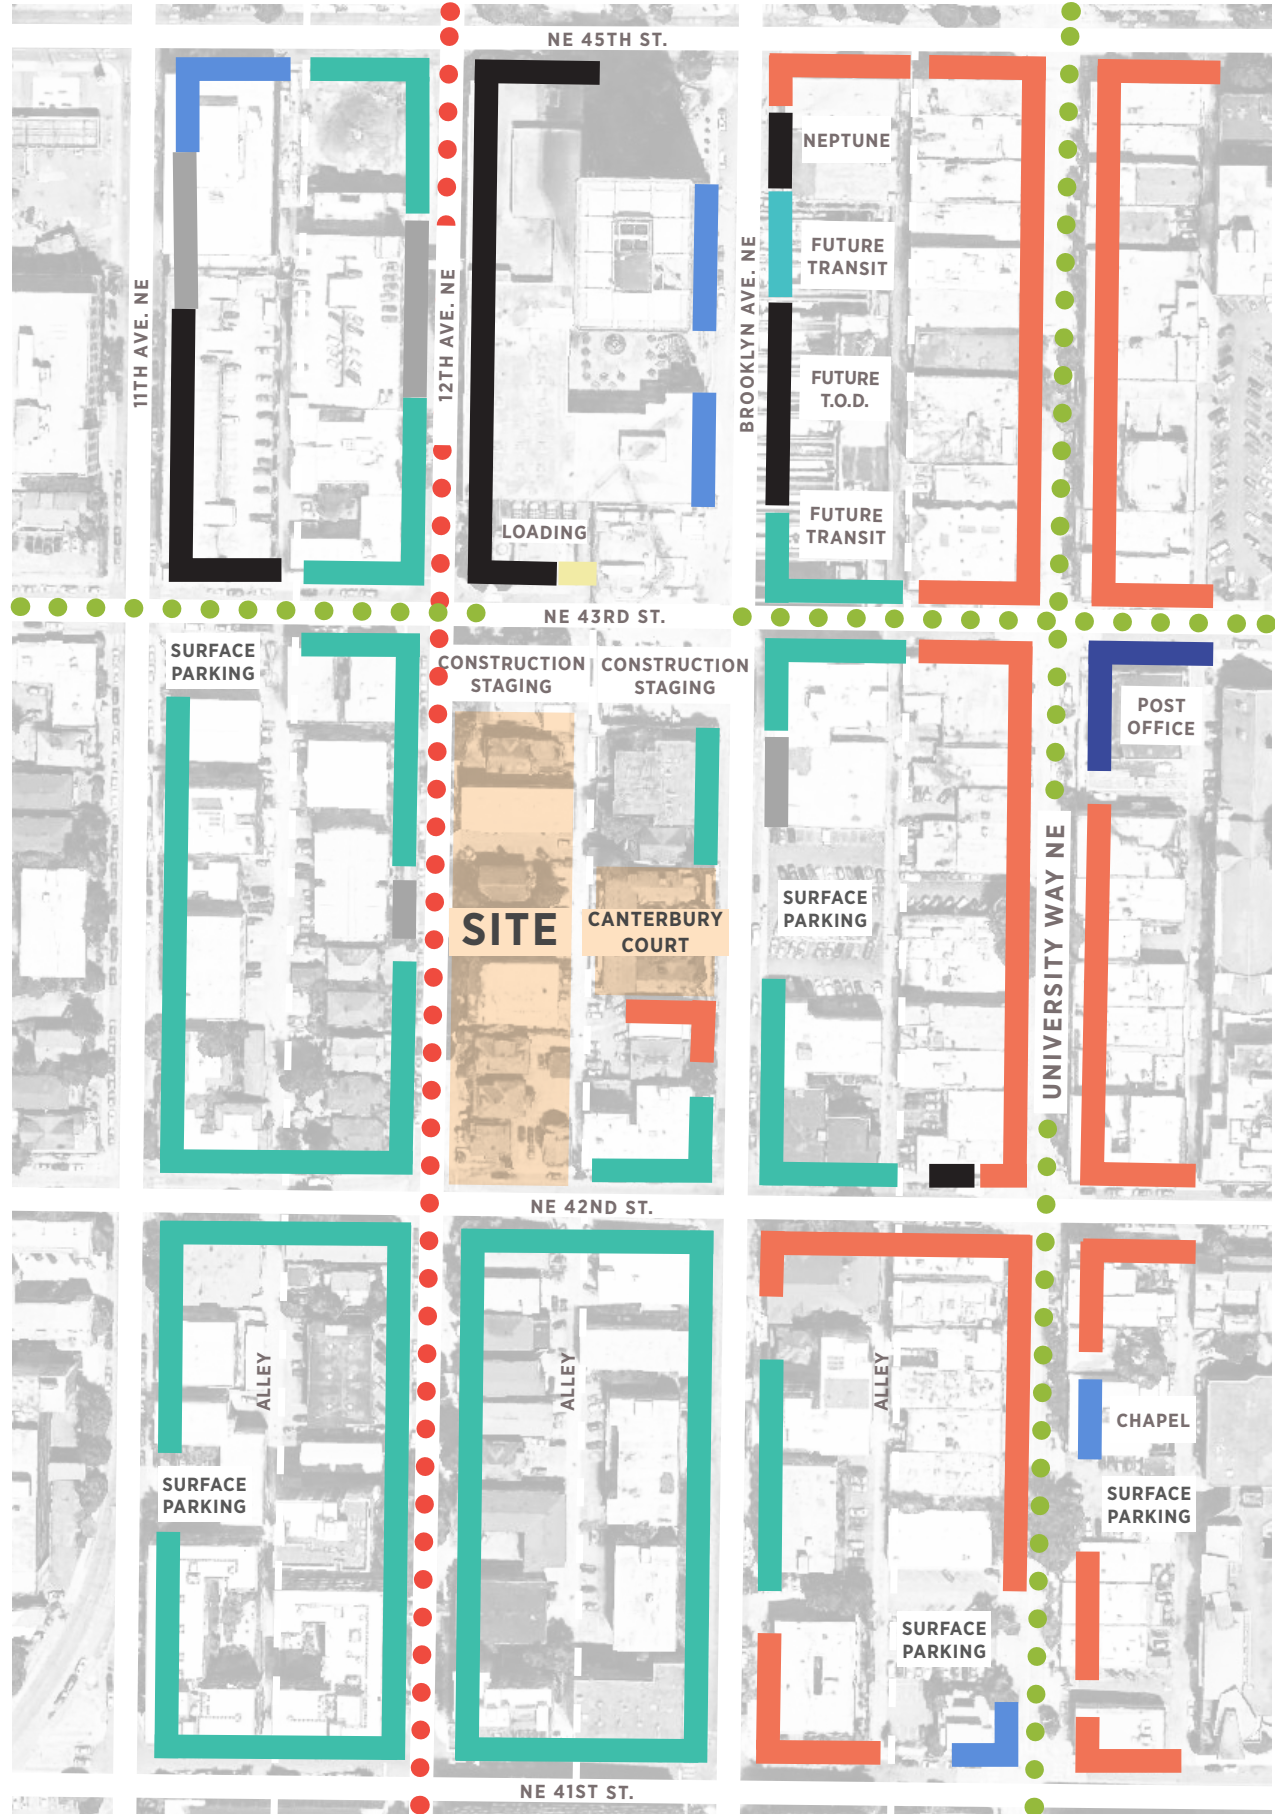 NE 45TH ST.
NEPTUNE
FUTURE
TRANSIT
11TH AVE. NE
12TH AVE. NE
BROOKLYN AVE. NE
FUTURE
T.O.D.
FUTURE
TRANSIT
LOADING
NE 43RD ST.
SURFACE
PARKING
CONSTRUCTION
STAGING
CONSTRUCTION
STAGING
POST
OFFICE
SITE
CANTERBURY
COURT
SURFACE
PARKING
UNIVERSITY WAY NE
NE 42ND ST.
ALLEY
ALLEY
ALLEY
CHAPEL
SURFACE
PARKING
SURFACE
PARKING
SURFACE
PARKING
NE 41ST ST.